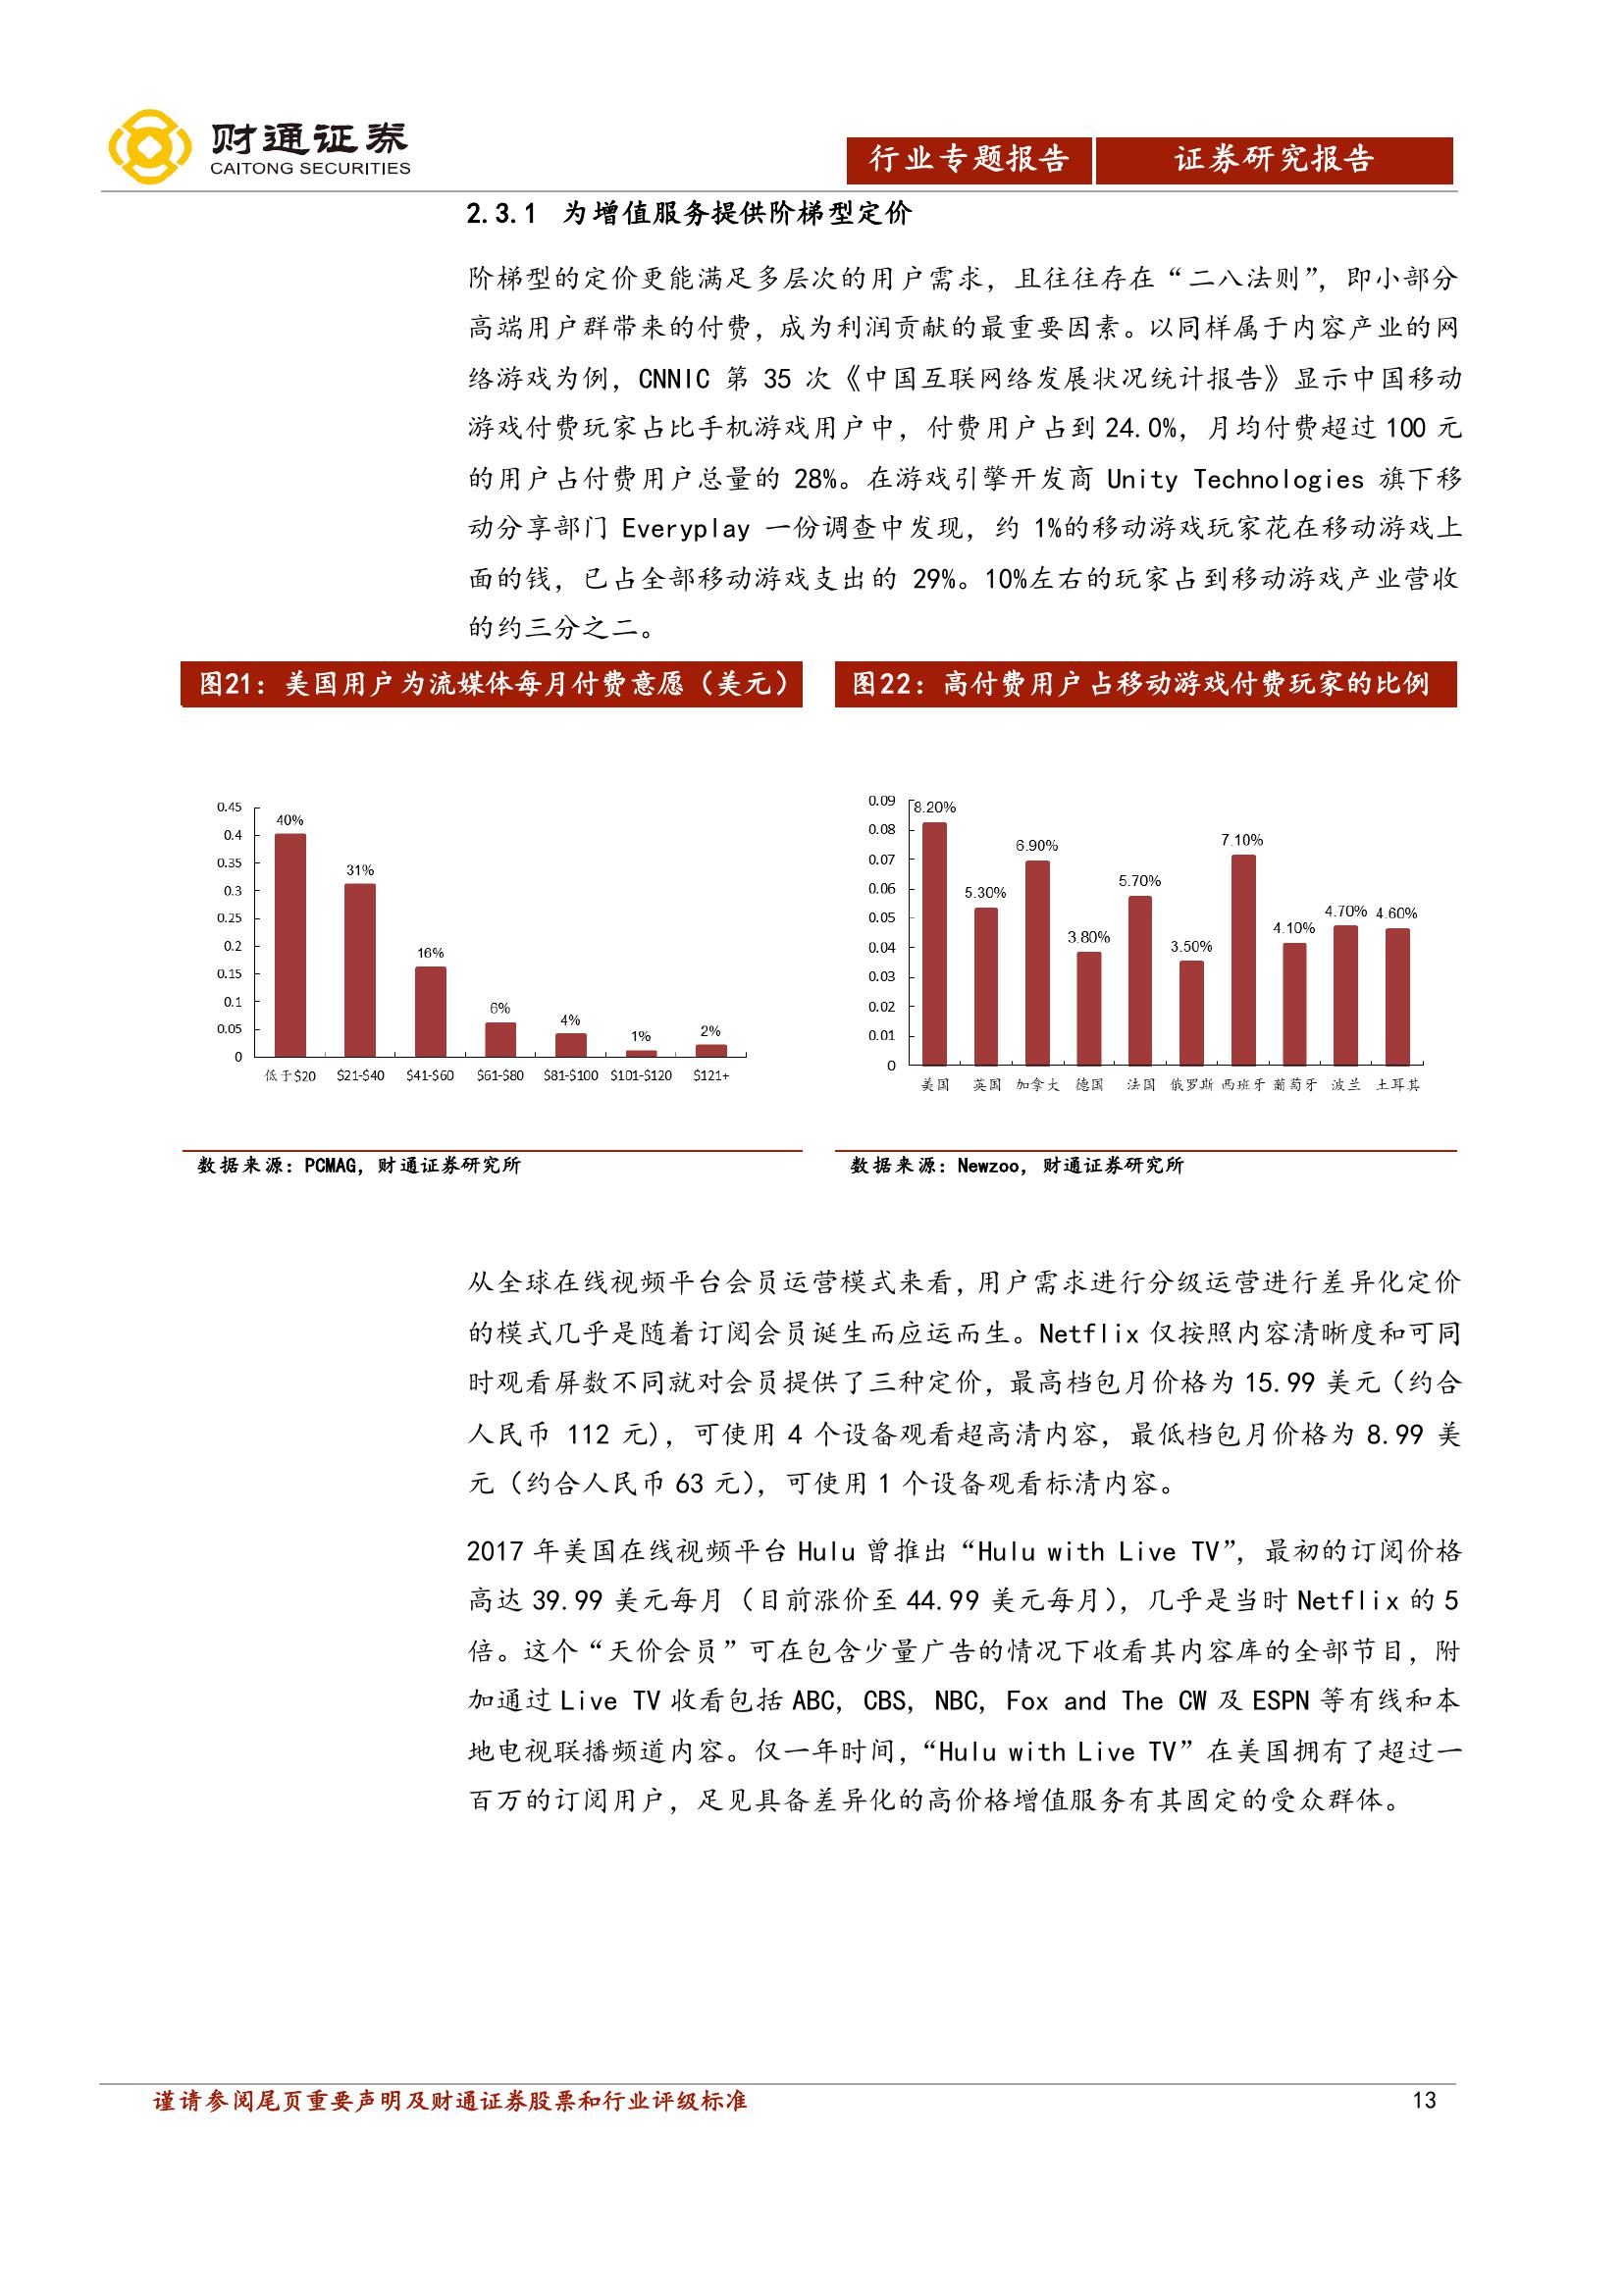 财通证券
CAITONG SECURITIES
行业专题报告 证券研究报告
2.3.1 为增值服务提供阶梯型定价
阶梯型的定价更能满足多层次的用户需求，且往往存在“二八法则”，即小部分
高端用户群带来的付费，成为利润贡献的最重要因素。以同样属于内容产业的网
络游戏为例，CNNIC 第 35 次《中国互联网络发展状况统计报告》显示中国移动
游戏付费玩家占比手机游戏用户中，付费用户占到 24.0%，月均付费超过 100 元
的用户占付费用户总量的 28%。在游戏引擎开发商 Unity Technologies 旗下移
动分享部门 Everyplay 一份调查中发现，约 1%的移动游戏玩家花在移动游戏上
面的钱，已占全部移动游戏支出的 29%。10%左右的玩家占到移动游戏产业营收
的约三分之二。
图21：美国用户为流媒体每月付费意愿（美元）
0.45
0.4
0.35
0.3
0.25
0.2
0.15
0.1
0.05
0
40%
31%
16%
6%
4%
1%
2%
低于$20 $21-$40 $41-$60 $61-$80 $81-$100 $101-$120 $121+
数据来源：PCMAG，财通证券研究所
图22：高付费用户占移动游戏付费玩家的比例
0.09
0.08
0.07
0.06
0.05
0.04
0.03
0.02
0.01
0
8.20%
5.30%
6.90%
3.80%
5.70%
3.50%
7.10%
4.10%
4.70%
4.60%
美国 英国 加拿大 德国 法国 俄罗斯 西班牙 葡萄牙 波兰 土耳其
数据来源：Newzoo，财通证券研究所
从全球在线视频平台会员运营模式来看，用户需求进行分级运营进行差异化定价
的模式几乎是随着订阅会员诞生而应运而生。Netflix 仅按照内容清晰度和可同
时观看屏数不同就对会员提供了三种定价，最高档包月价格为 15.99 美元（约合
人民币 112 元），可使用 4 个设备观看超高清内容，最低档包月价格为 8.99 美
元（约合人民币 63 元），可使用 1 个设备观看标清内容。
2017 年美国在线视频平台 Hulu 曾推出“Hulu with Live TV”，最初的订阅价格
高达 39.99 美元每月（目前涨价至 44.99 美元每月），几乎是当时 Netflix 的 5
倍。这个“天价会员”可在包含少量广告的情况下收看其内容库的全部节目，附
加通过 Live TV 收看包括 ABC, CBS, NBC, Fox and The CW 及 ESPN 等有线和本
地电视联播频道内容。仅一年时间，“Hulu with Live TV”在美国拥有了超过一
百万的订阅用户，足见具备差异化的高价格增值服务有其固定的受众群体。
谨请参阅尾页重要声明及财通证券股票和行业评级标准 13